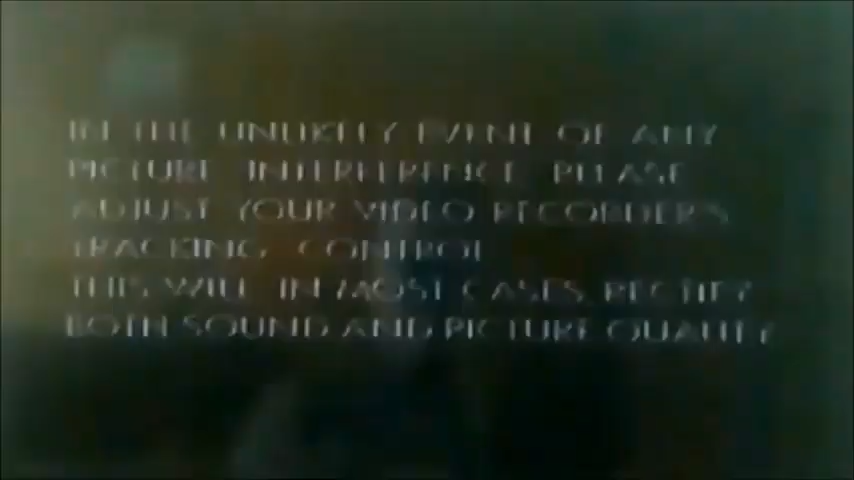 IN THE UNLIKELY EVENT OF ANY
PICTURE INTERFERENCE PLEASE
ADJUST YOUR VIDEO RECORDERS
TRACKING CONTROL
THIS WILL IN MOST CASES RECTIFY
BOTH SOUND AND PICTURE QUALITY